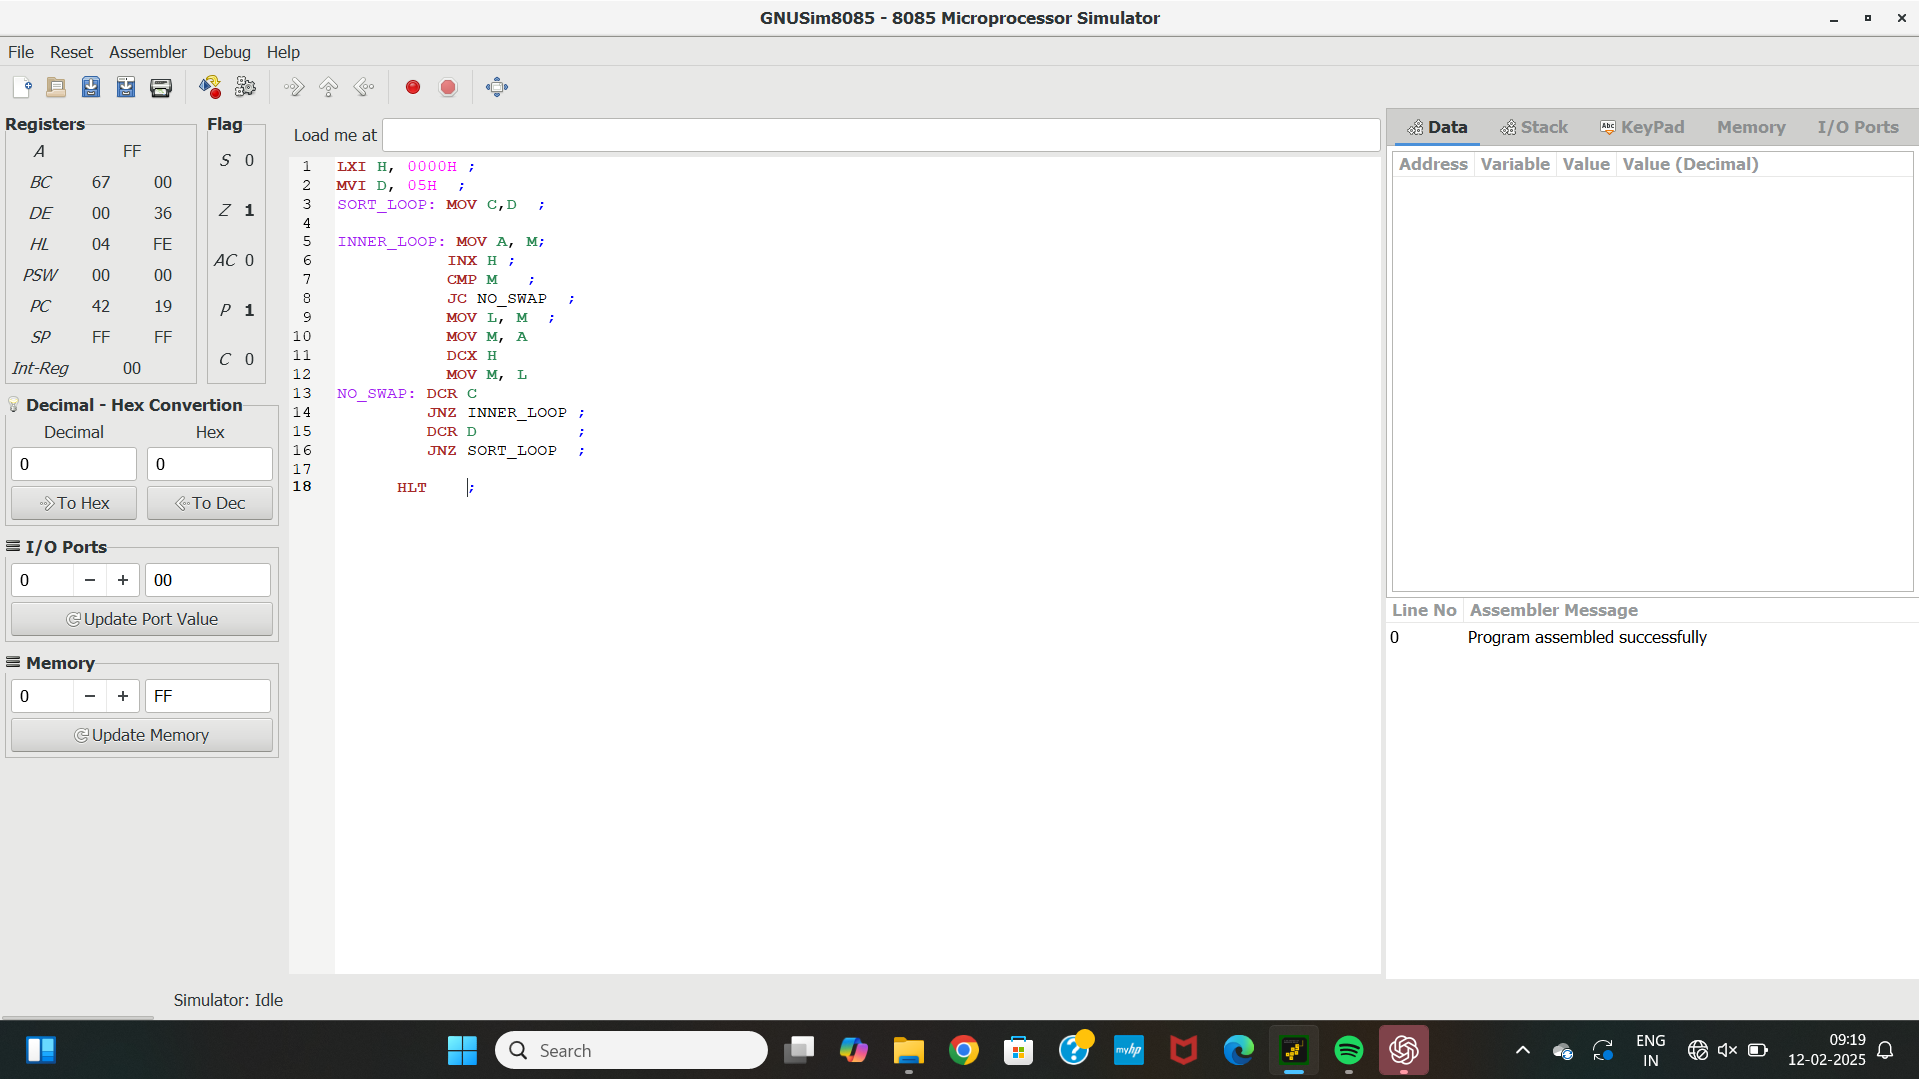 GNUSim8085 - 8085 Microprocessor Simulator
File Reset Assembler Debug Help
Registers
A FF
BC 67 00
DE 00 36
HL 04 FE
PSW 00 00
PC 42 19
SP FF FF
Int-Reg 00
Flag
S 0
Z 1
AC 0
P 1
C 0
Decimal - Hex Convertion
Decimal Hex
0 0
To Hex To Dec
I/O Ports
0 − + 00
Update Port Value
Memory
0 − + FF
Update Memory
Load me at
1 LXI H, 0000H ;
2 MVI D, 05H ;
3 SORT_LOOP: MOV C,D ;
4
5 INNER_LOOP: MOV A, M;
6 INX H ;
7 CMP M ;
8 JC NO_SWAP ;
9 MOV L, M ;
10 MOV M, A
11 DCX H
12 MOV M, L
13 NO_SWAP: DCR C
14 JNZ INNER_LOOP ;
15 DCR D ;
16 JNZ SORT_LOOP ;
17
18 HLT ;
Data Stack Abc KeyPad Memory I/O Ports
Address Variable Value Value (Decimal)
Line No Assembler Message
0 Program assembled successfully
Simulator: Idle
Search
myhp
ENG
IN
09:19
12-02-2025